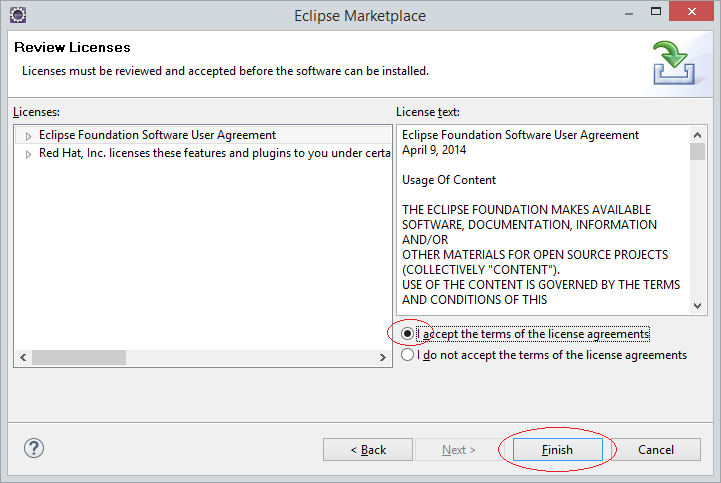 Eclipse Marketplace
Review Licenses
Licenses must be reviewed and accepted before the software can be installed.
Licenses:
Eclipse Foundation Software User Agreement
Red Hat, Inc. licenses these features and plugins to you under certa
License text:
Eclipse Foundation Software User Agreement
April 9, 2014
Usage Of Content
THE ECLIPSE FOUNDATION MAKES AVAILABLE
SOFTWARE, DOCUMENTATION, INFORMATION
AND/OR
OTHER MATERIALS FOR OPEN SOURCE PROJECTS
(COLLECTIVELY "CONTENT").
USE OF THE CONTENT IS GOVERNED BY THE TERMS
AND CONDITIONS OF THIS
I accept the terms of the license agreements
I do not accept the terms of the license agreements
?
< Back
Next >
Finish
Cancel